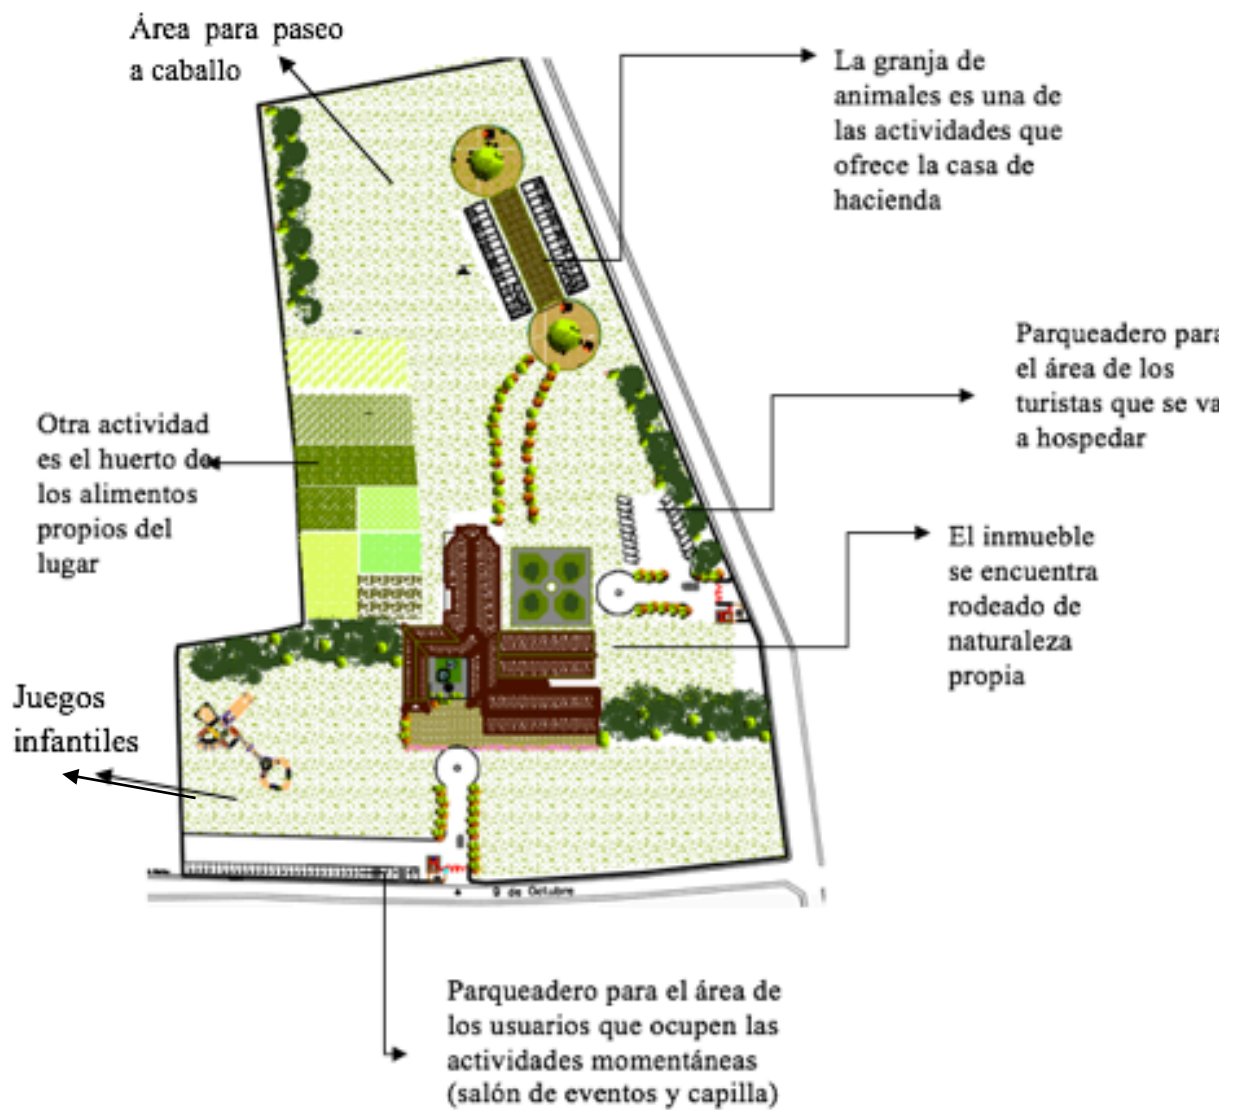 Área para paseo
a caballo
La granja de
animales es una de
las actividades que
ofrece la casa de
hacienda
Parqueadero para
el área de los
turistas que se va
a hospedar
Otra actividad
es el huerto de
los alimentos
propios del
lugar
El inmueble
se encuentra
rodeado de
naturaleza
propia
Juegos
infantiles
9 de Octubre
Parqueadero para el área de
los usuarios que ocupen las
actividades momentáneas
(salón de eventos y capilla)